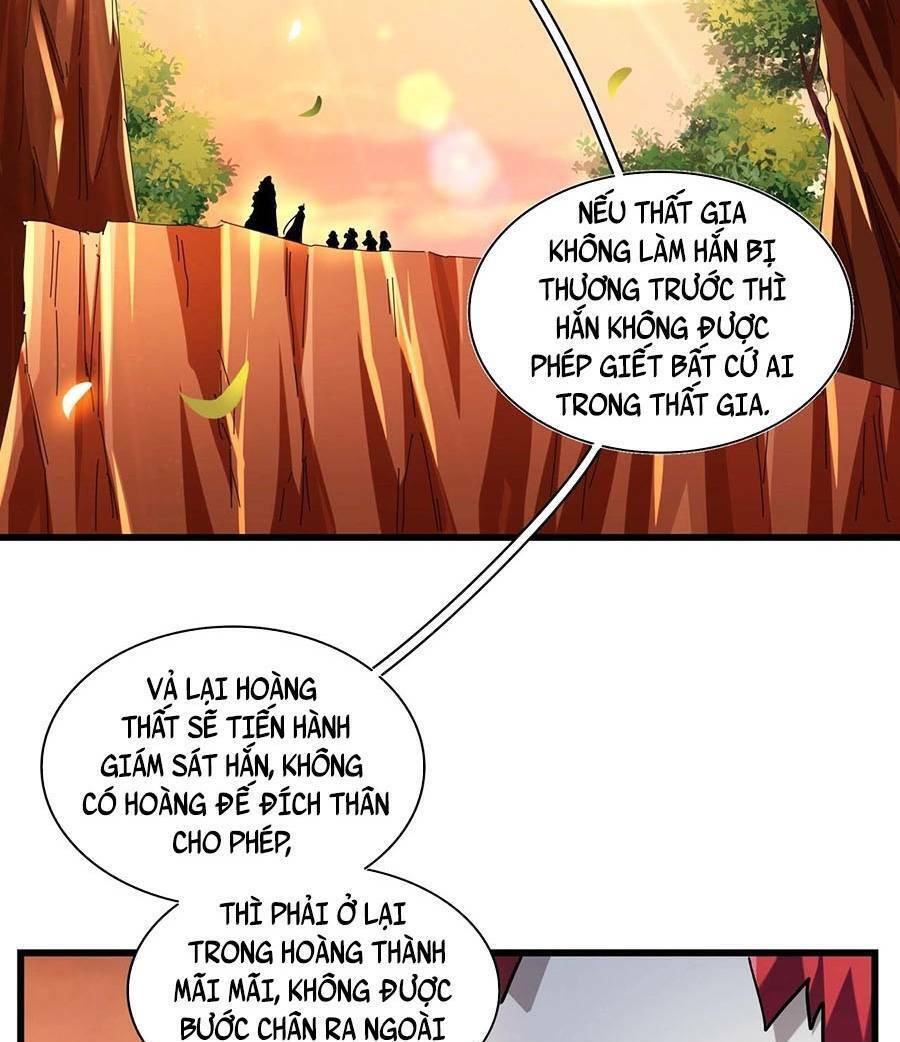 NẾU THẤT GIA
KHÔNG LÀM HẮN BỊ
THƯƠNG TRƯỚC THÌ
HẮN KHÔNG ĐƯỢC
PHÉP GIẾT BẤT CỨ AI
TRONG THẤT GIA.
VẢ LẠI HOÀNG
THẤT SẼ TIẾN HÀNH
GIÁM SÁT HẮN, KHÔNG
CÓ HOÀNG ĐẾ ĐÍCH THÂN
CHO PHÉP,
THÌ PHẢI Ở LẠI
TRONG HOÀNG THÀNH
MÃI MÃI, KHÔNG ĐƯỢC
BƯỚC CHÂN RA NGOÀI